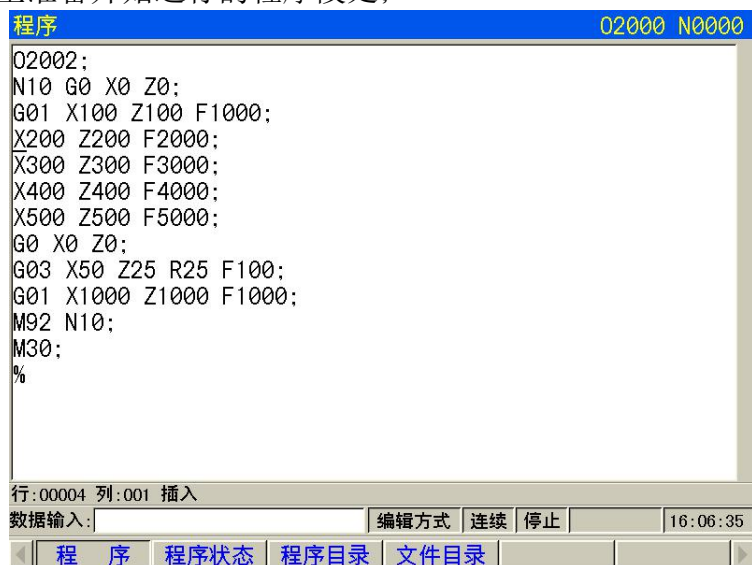 程序 O2000 N0000
O2002;
N10 G0 X0 Z0;
G01 X100 Z100 F1000;
X200 Z200 F2000;
X300 Z300 F3000;
X400 Z400 F4000;
X500 Z500 F5000;
G0 X0 Z0;
G03 X50 Z25 R25 F100;
G01 X1000 Z1000 F1000;
M92 N10;
M30;
%
行:00004 列:001 插入
数据输入: 编辑方式 连续 停止 16:06:35
程 序 程序状态 程序目录 文件目录